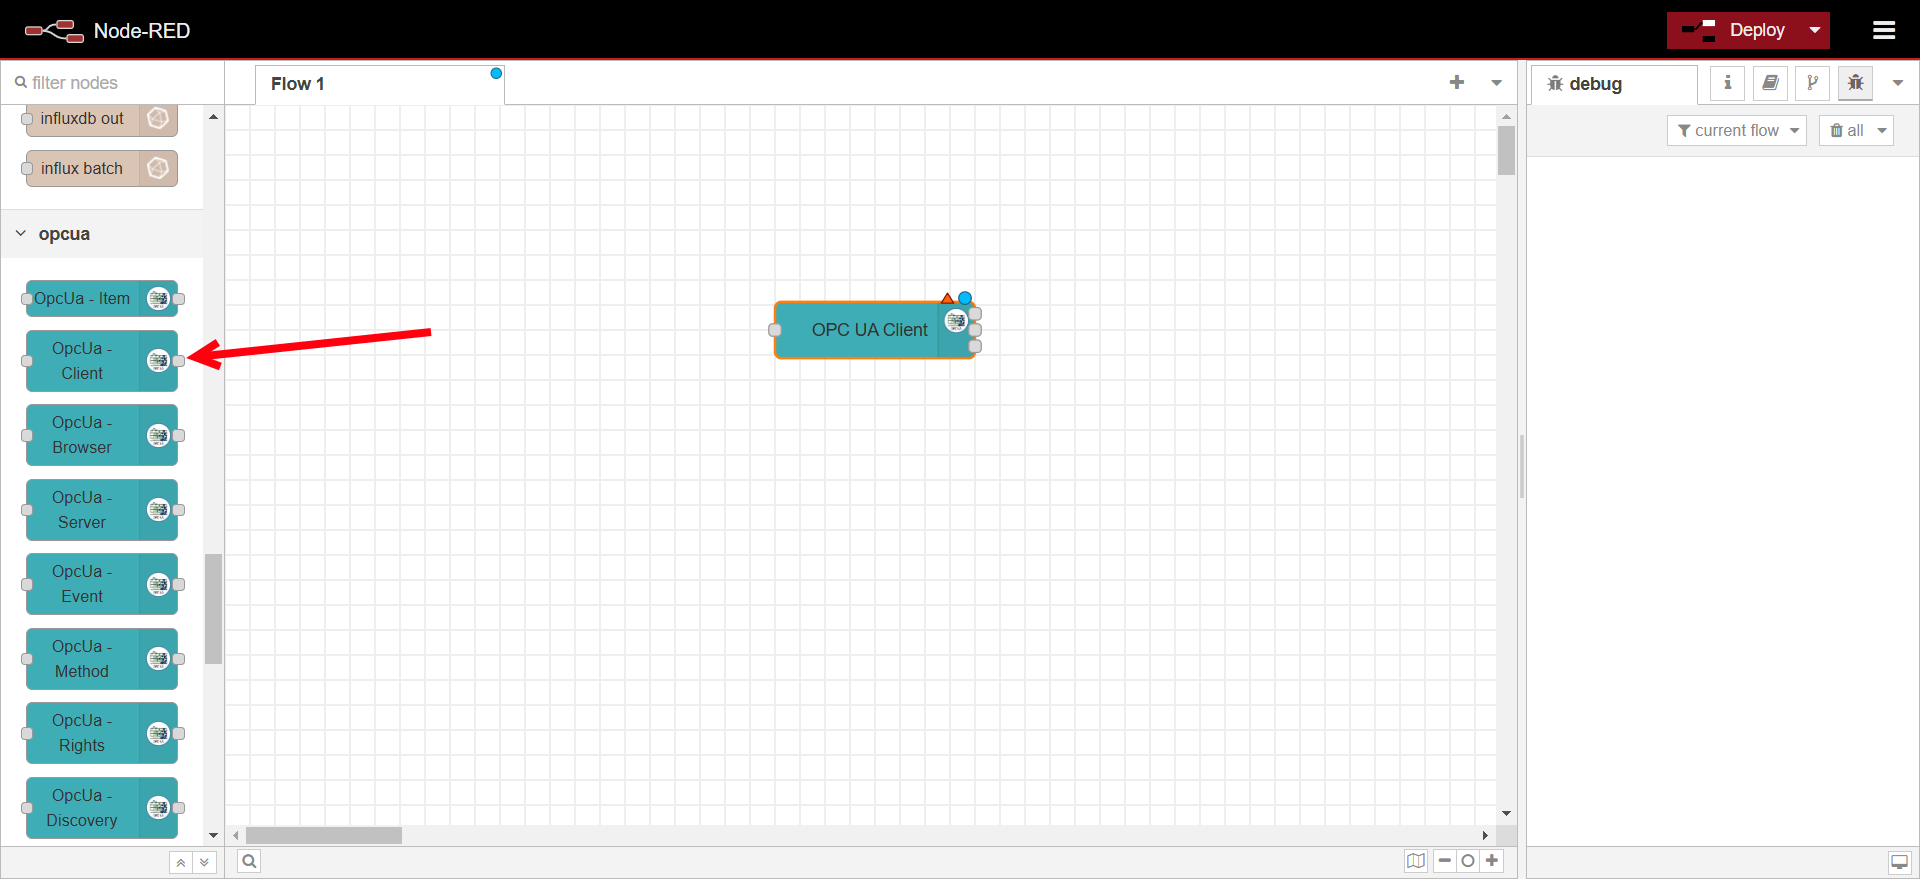 Node-RED
Deploy
filter nodes
Flow 1
debug
influxdb out
current flow
all
influx batch
opcua
OpcUa - Item
OpcUa -
Client
OPC UA Client
OpcUa -
Browser
OpcUa -
Server
OpcUa -
Event
OpcUa -
Method
OpcUa -
Rights
OpcUa -
Discovery